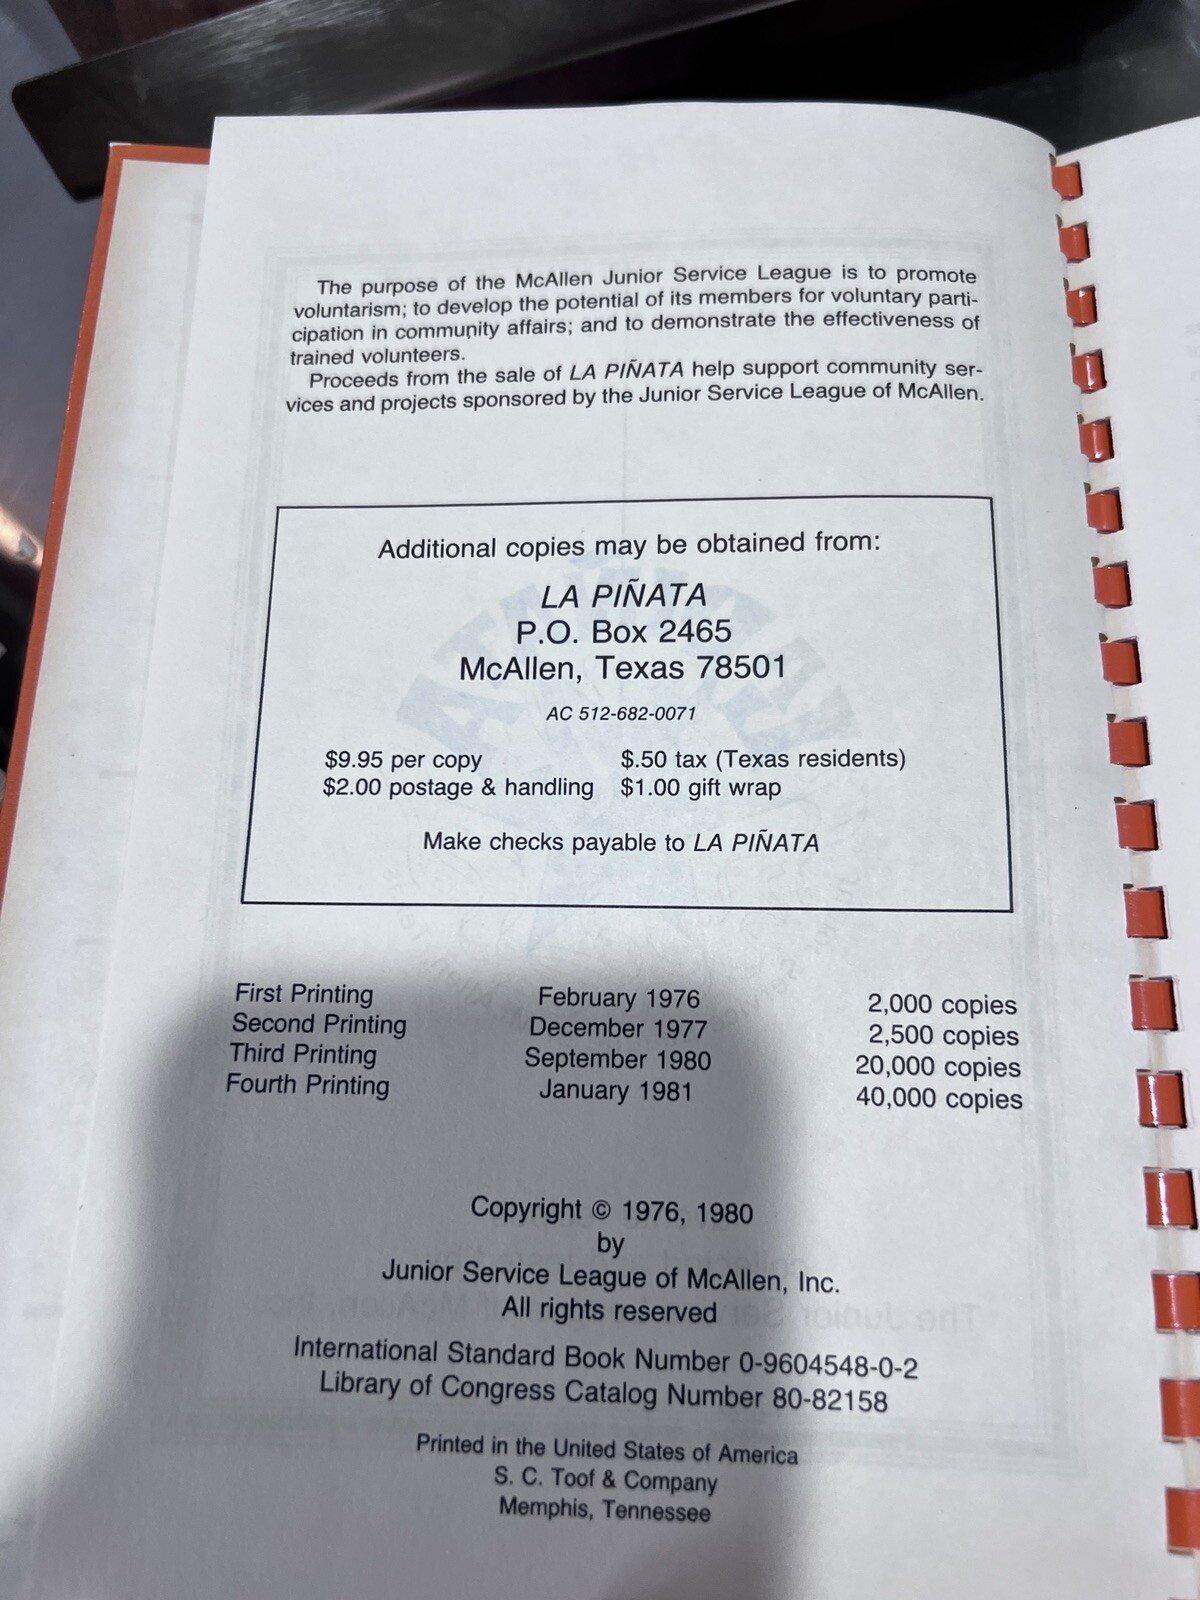 The purpose of the McAllen Junior Service League is to promote
voluntarism; to develop the potential of its members for voluntary parti-
cipation in community affairs; and to demonstrate the effectiveness of
trained volunteers.
Proceeds from the sale of LA PIÑATA help support community ser-
vices and projects sponsored by the Junior Service League of McAllen.
Additional copies may be obtained from:
LA PIÑATA
P.O. Box 2465
McAllen, Texas 78501
AC 512-682-0071
$9.95 per copy $.50 tax (Texas residents)
$2.00 postage & handling $1.00 gift wrap
Make checks payable to LA PIÑATA
First Printing February 1976 2,000 copies
Second Printing December 1977 2,500 copies
Third Printing September 1980 20,000 copies
Fourth Printing January 1981 40,000 copies
Copyright © 1976, 1980
by
Junior Service League of McAllen, Inc.
All rights reserved
International Standard Book Number 0-9604548-0-2
Library of Congress Catalog Number 80-82158
Printed in the United States of America
S. C. Toof & Company
Memphis, Tennessee